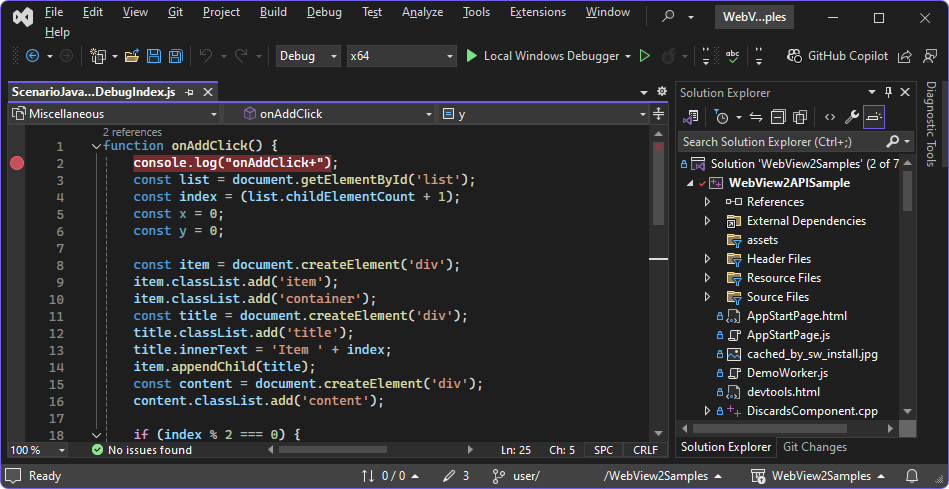 File Edit View Git Project Build Debug Test Analyze Tools Extensions Window WebV...ples
Help
Debug x64 Local Windows Debugger GitHub Copilot
ScenarioJava...DebugIndex.js
Miscellaneous onAddClick y
2 references
1 function onAddClick() {
2 console.log("onAddClick+");
3 const list = document.getElementById('list');
4 const index = (list.childElementCount + 1);
5 const x = 0;
6 const y = 0;
7
8 const item = document.createElement('div');
9 item.classList.add('item');
10 item.classList.add('container');
11 const title = document.createElement('div');
12 title.classList.add('title');
13 title.innerText = 'Item ' + index;
14 item.appendChild(title);
15 const content = document.createElement('div');
16 content.classList.add('content');
17
18 if (index % 2 === 0) {
100 % No issues found Ln: 25 Ch: 5 SPC CRLF
Solution Explorer
Search Solution Explorer (Ctrl+;)
Solution 'WebView2Samples' (2 of 7
WebView2APISample
References
External Dependencies
assets
Header Files
Resource Files
Source Files
AppStartPage.html
AppStartPage.js
cached_by_sw_install.jpg
DemoWorker.js
devtools.html
DiscardsComponent.cpp
Solution Explorer Git Changes
Diagnostic Tools
Ready 0 / 0 3 user/ /WebView2Samples WebView2Samples